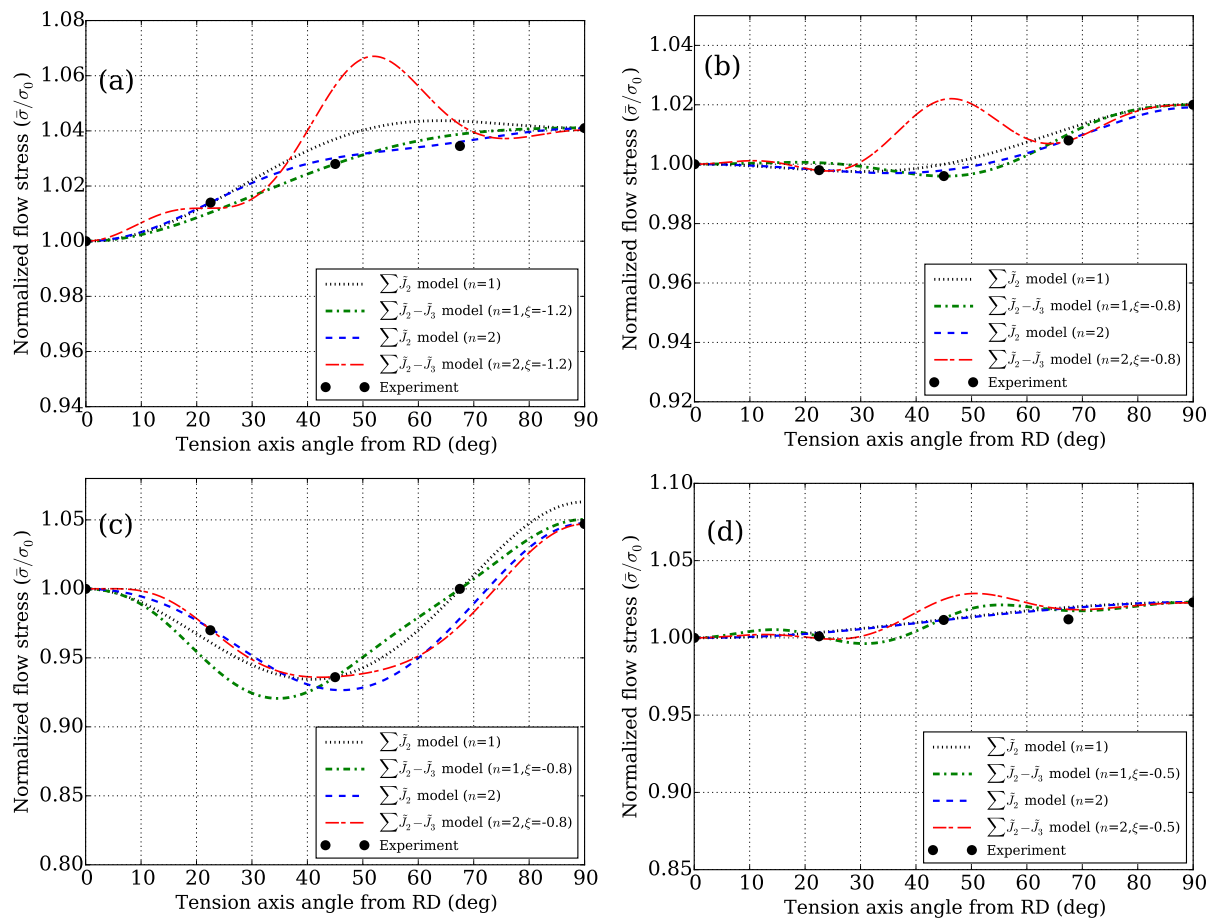 (a)
Normalized flow stress (σ̄/σ₀)
1.08
1.06
1.04
1.02
1.00
0.98
0.96
0.94
∑J̃₂ model (n=1)
∑J̃₂−J̃₃ model (n=1,ξ=-1.2)
∑J̃₂ model (n=2)
∑J̃₂−J̃₃ model (n=2,ξ=-1.2)
Experiment
0 10 20 30 40 50 60 70 80 90
Tension axis angle from RD (deg)
(b)
Normalized flow stress (σ̄/σ₀)
1.04
1.02
1.00
0.98
0.96
0.94
0.92
∑J̃₂ model (n=1)
∑J̃₂−J̃₃ model (n=1,ξ=-0.8)
∑J̃₂ model (n=2)
∑J̃₂−J̃₃ model (n=2,ξ=-0.8)
Experiment
0 10 20 30 40 50 60 70 80 90
Tension axis angle from RD (deg)
(c)
Normalized flow stress (σ̄/σ₀)
1.05
1.00
0.95
0.90
0.85
0.80
∑J̃₂ model (n=1)
∑J̃₂−J̃₃ model (n=1,ξ=-0.8)
∑J̃₂ model (n=2)
∑J̃₂−J̃₃ model (n=2,ξ=-0.8)
Experiment
0 10 20 30 40 50 60 70 80 90
Tension axis angle from RD (deg)
(d)
Normalized flow stress (σ̄/σ₀)
1.10
1.05
1.00
0.95
0.90
0.85
∑J̃₂ model (n=1)
∑J̃₂−J̃₃ model (n=1,ξ=-0.5)
∑J̃₂ model (n=2)
∑J̃₂−J̃₃ model (n=2,ξ=-0.5)
Experiment
0 10 20 30 40 50 60 70 80 90
Tension axis angle from RD (deg)